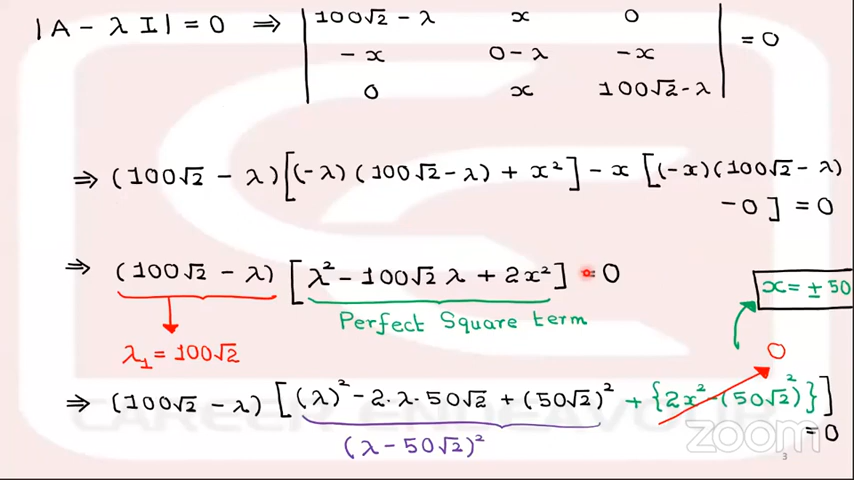 |A - λ I| = 0 ⇒ | 100√2 - λ   x   0 |
| - x   0 - λ   - x | = 0
| 0   x   100√2 - λ |
⇒ (100√2 - λ) [(-λ)(100√2 - λ) + x²] - x [(-x)(100√2 - λ)
- 0 ] = 0
⇒ (100√2 - λ) [λ² - 100√2 λ + 2x²] = 0
x = ± 50
Perfect Square term
λ₁ = 100√2
0
⇒ (100√2 - λ) [(λ)² - 2·λ·50√2 + (50√2)² + {2x² - (50√2)²}]
= 0
(λ - 50√2)²
zoom
3